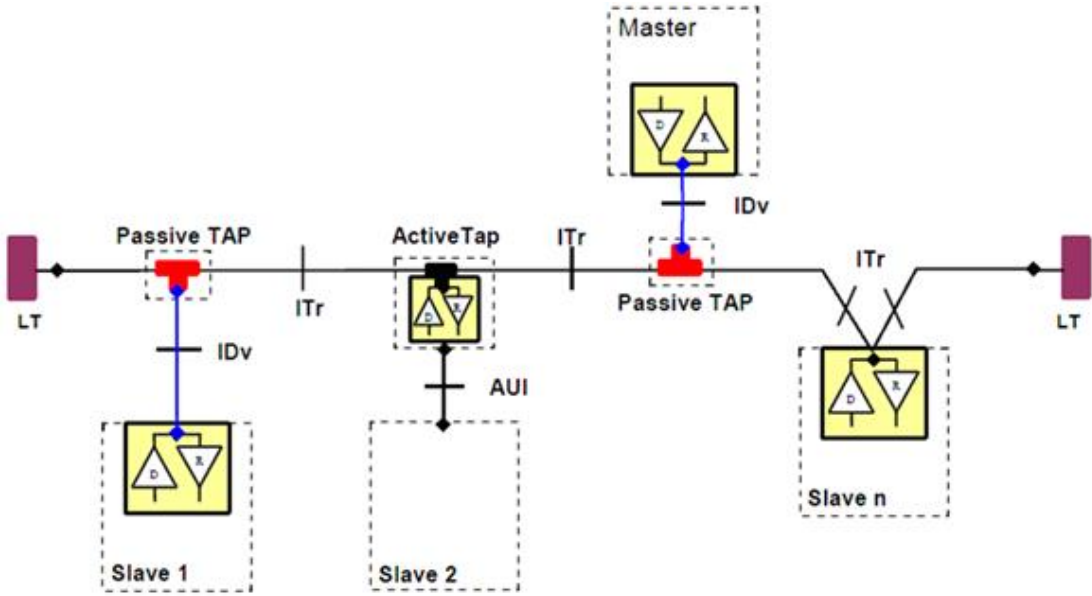 Master
D
R
IDv
Passive TAP
ActiveTap
ITr
ITr
Passive TAP
ITr
LT
LT
D
R
IDv
AUI
D
R
D
R
Slave 1
Slave 2
Slave n